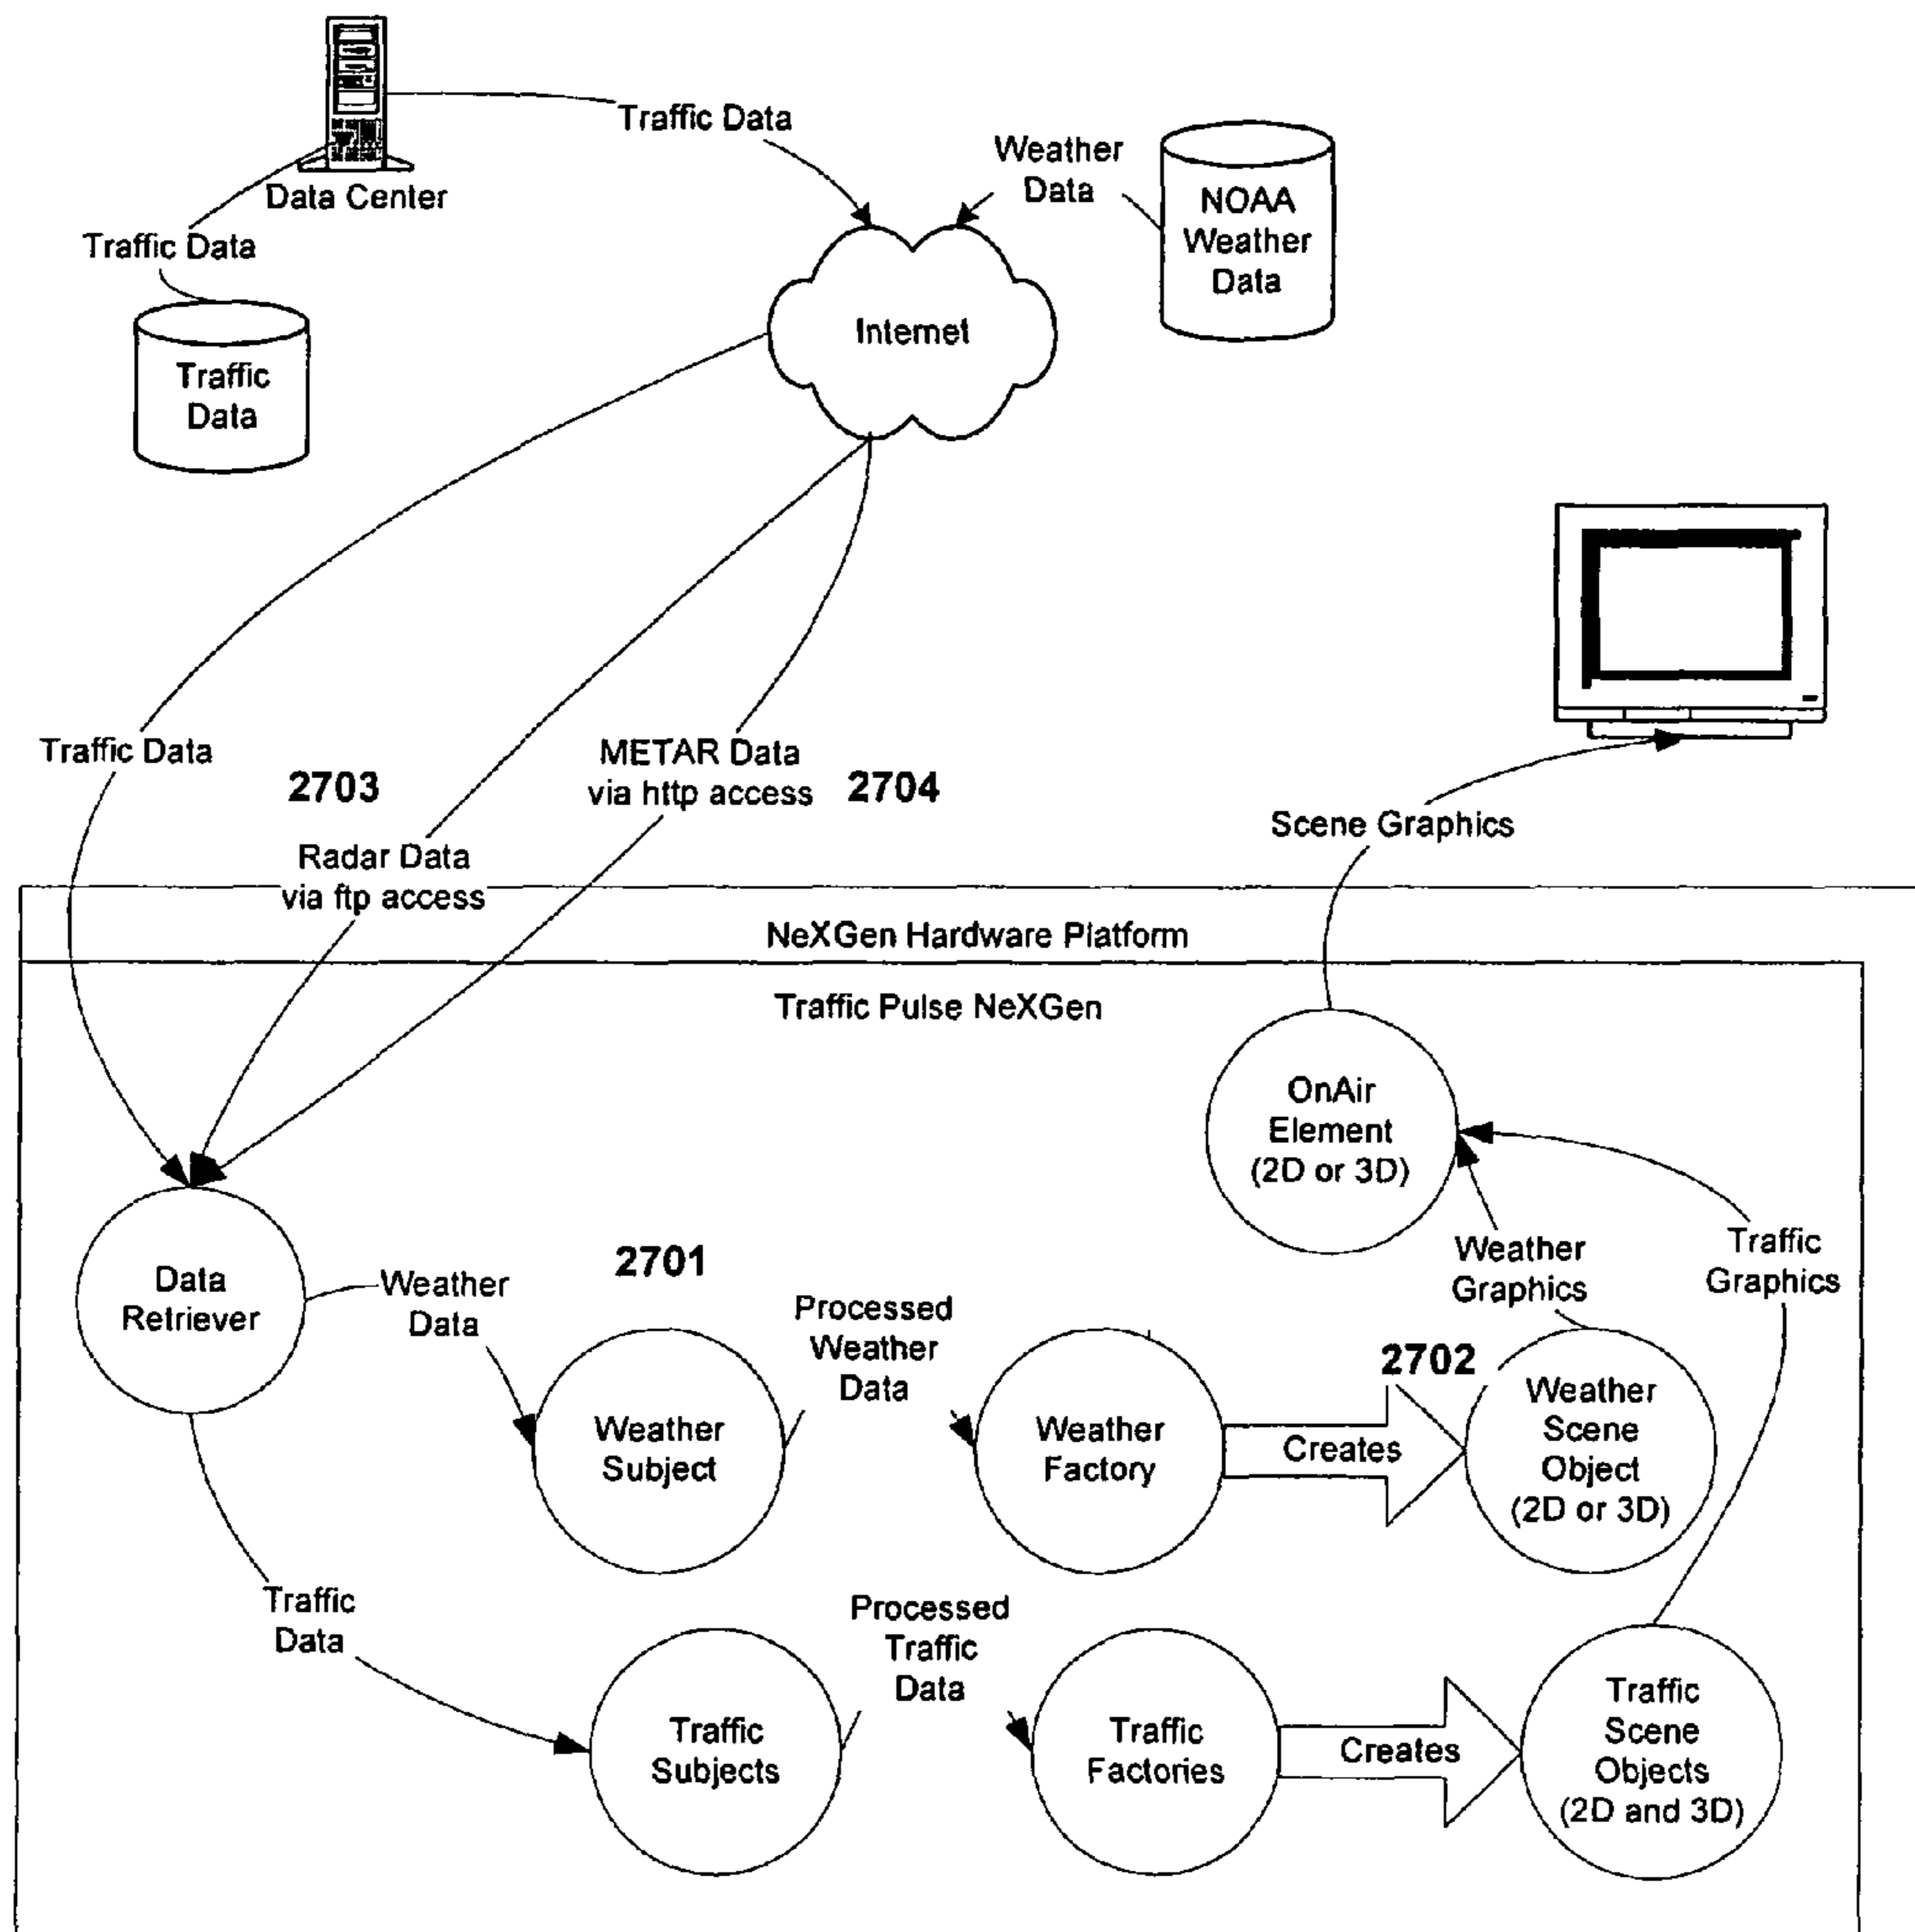 Traffic Data
Weather
Data
NOAA
Weather
Data
Data Center
Traffic Data
Internet
Traffic
Data
Traffic Data
2703
METAR Data
via http access
2704
Radar Data
via ftp access
Scene Graphics
NeXGen Hardware Platform
Traffic Pulse NeXGen
OnAir
Element
(2D or 3D)
Weather
Graphics
Traffic
Graphics
Data
Retriever
Weather
Data
2701
Processed
Weather
Data
2702
Weather
Subject
Weather
Factory
Creates
Weather
Scene
Object
(2D or 3D)
Traffic
Data
Processed
Traffic
Data
Traffic
Subjects
Traffic
Factories
Creates
Traffic
Scene
Objects
(2D and 3D)